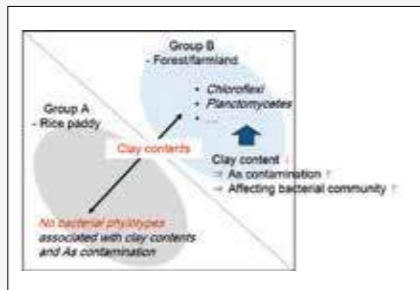 Group B
- Forest/farmland
• Chloroflexi
• Planctomycetes
• ...
Group A
- Rice paddy
Clay contents
Clay content ↓
⇒ As contamination ↑
⇒ Affecting bacterial community ↑
No bacterial phylotypes
associated with clay contents
and As contamination